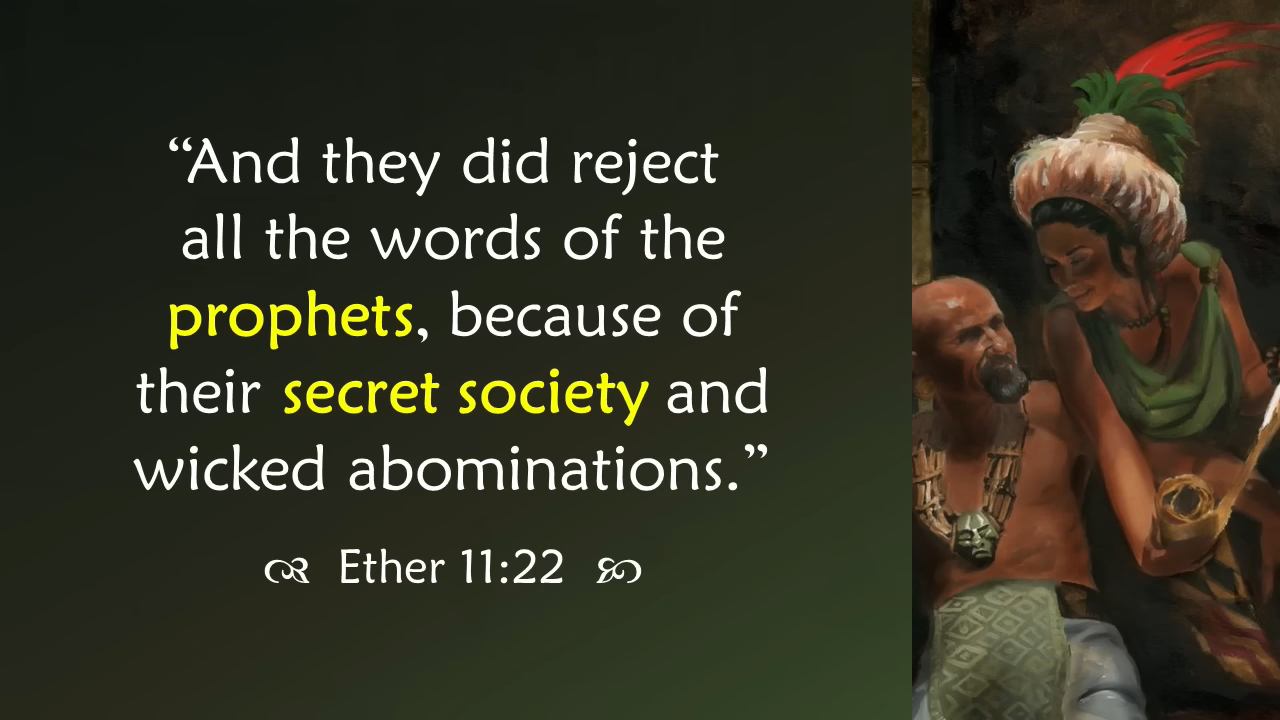 “And they did reject
all the words of the
prophets, because of
their secret society and
wicked abominations.”
Ether 11:22